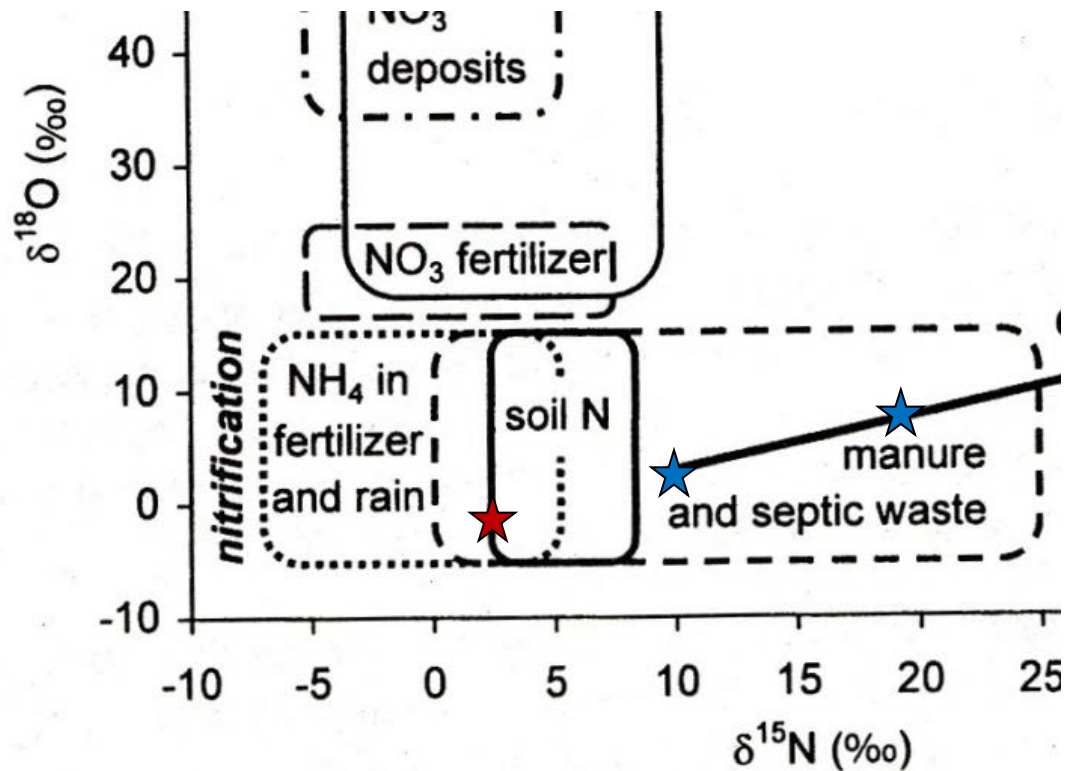 NO₃
deposits
40
30
20
10
0
-10
δ¹⁸O (‰)
NO₃ fertilizer
nitrification
NH₄ in
fertilizer
and rain
soil N
manure
and septic waste
-10 -5 0 5 10 15 20 25
δ¹⁵N (‰)